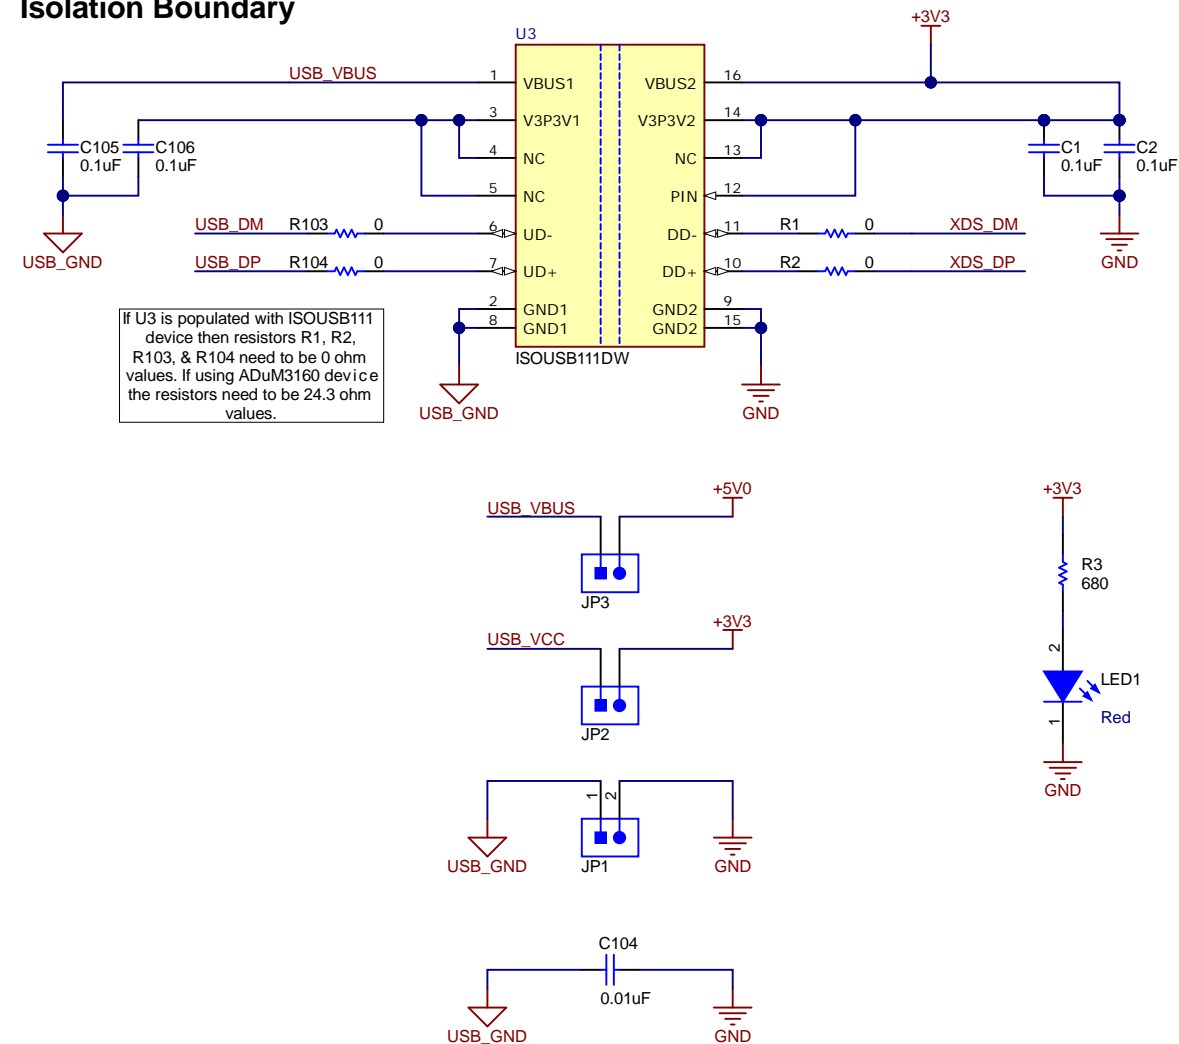 Isolation Boundary
U3
+3V3
USB_VBUS
1
VBUS1
VBUS2
16
3
V3P3V1
V3P3V2
14
4
NC
NC
13
5
NC
PIN
12
C105
0.1uF
C106
0.1uF
C1
0.1uF
C2
0.1uF
USB_GND
GND
USB_DM
R103
0
6
UD-
DD-
11
R1
0
XDS_DM
USB_DP
R104
0
7
UD+
DD+
10
R2
0
XDS_DP
2
GND1
GND2
9
8
GND1
GND2
15
ISOUSB111DW
USB_GND
GND
If U3 is populated with ISOUSB111
device then resistors R1, R2,
R103, & R104 need to be 0 ohm
values. If using ADuM3160 device
the resistors need to be 24.3 ohm
values.
USB_VBUS
+5V0
JP3
USB_VCC
+3V3
JP2
1
2
USB_GND
JP1
GND
C104
0.01uF
USB_GND
GND
+3V3
R3
680
2
LED1
Red
1
GND